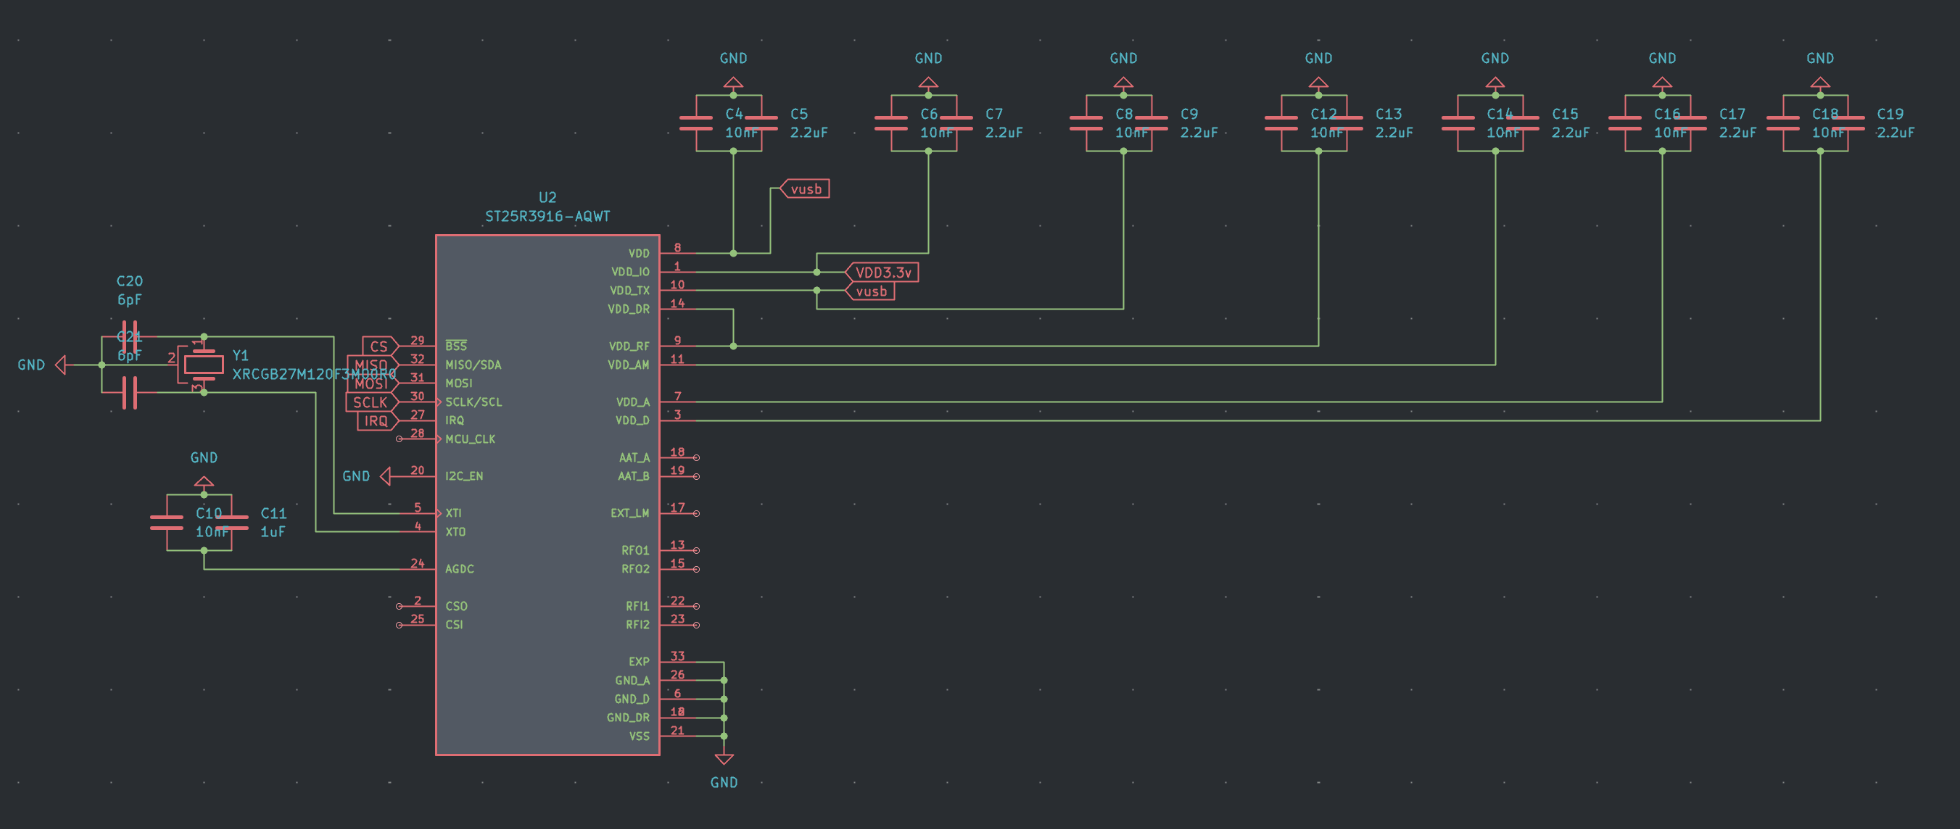 GND GND GND GND GND GND GND
C4 C5 C6 C7 C8 C9 C12 C13 C14 C15 C16 C17 C18 C19
10nF 2.2uF 10nF 2.2uF 10nF 2.2uF 10nF 2.2uF 10nF 2.2uF 10nF 2.2uF 10nF 2.2uF
vusb
U2
ST25R3916-AQWT
VDD 8
VDD_IO 1 VDD3.3v
VDD_TX 10 vusb
VDD_DR 14
C20
6pF
C21
6pF
GND
1
2
3
Y1
XRCGB27M120F3M00R0
CS 29 BSS
MISO 32 MISO/SDA
MOSI 31 MOSI
SCLK 30 SCLK/SCL
IRQ 27 IRQ
28 MCU_CLK
VDD_RF 9
VDD_AM 11
VDD_A 7
VDD_D 3
AAT_A 18
GND 20 I2C_EN
AAT_B 19
GND
C10 C11
10nF 1uF
5 XTI
4 XTO
24 AGDC
EXT_LM 17
RFO1 13
RFO2 15
2 CSO
25 CSI
RFI1 22
RFI2 23
EXP 33
GND_A 26
GND_D 6
GND_DR
VSS 21
GND